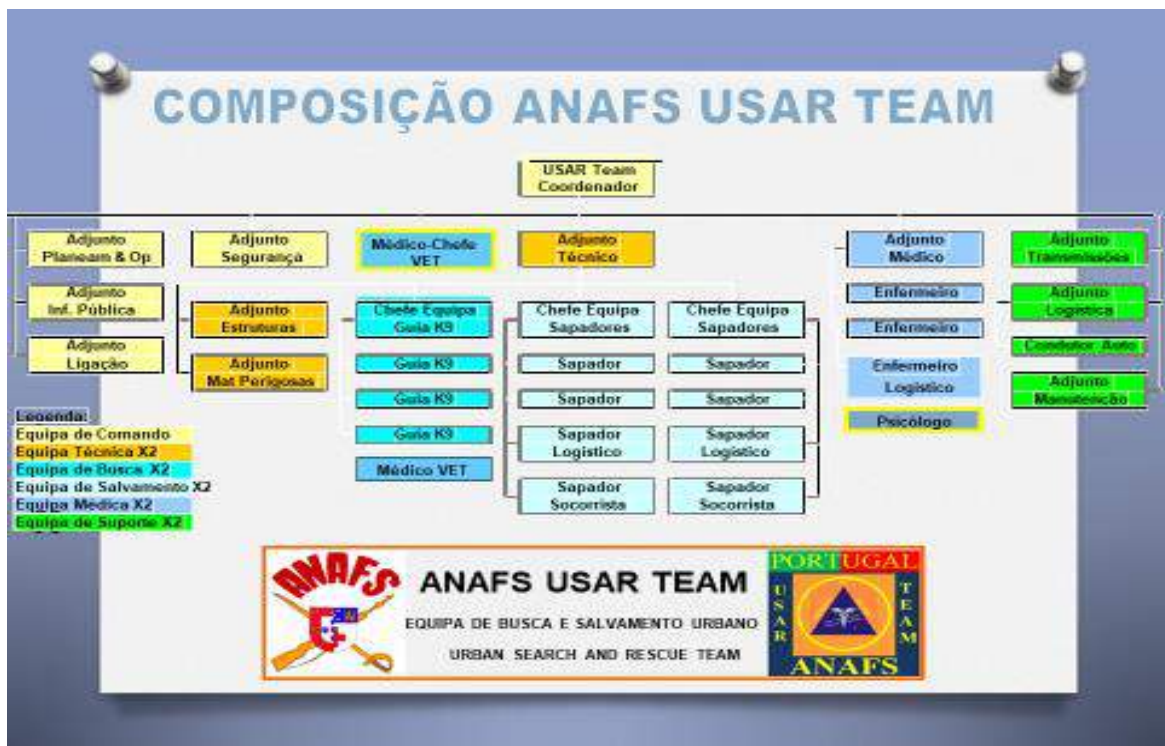 COMPOSIÇÃO ANAFS USAR TEAM
USAR Team
Coordenador
Adjunto
Planeam & Op
Adjunto
Segurança
Médico-Chefe
VET
Adjunto
Técnico
Adjunto
Médico
Adjunto
Transmissões
Adjunto
Inf. Pública
Adjunto
Ligação
Adjunto
Estruturas
Adjunto
Mat Perigosas
Chefe Equipa
Guia K9
Guia K9
Guia K9
Guia K9
Médico VET
Chefe Equipa
Sapadores
Sapador
Sapador
Sapador
Logístico
Sapador
Socorrista
Chefe Equipa
Sapadores
Sapador
Sapador
Sapador
Logístico
Sapador
Socorrista
Enfermeiro
Enfermeiro
Enfermeiro
Logístico
Psicólogo
Adjunto
Logística
Condutor Auto
Adjunto
Manutenção
Legenda:
Equipa de Comando
Equipa Técnica X2
Equipa de Busca X2
Equipa de Salvamento X2
Equipa Médica X2
Equipa de Suporte X2
ANAFS
ANAFS USAR TEAM
EQUIPA DE BUSCA E SALVAMENTO URBANO
URBAN SEARCH AND RESCUE TEAM
PORTUGAL
USAR
TEAM
ANAFS